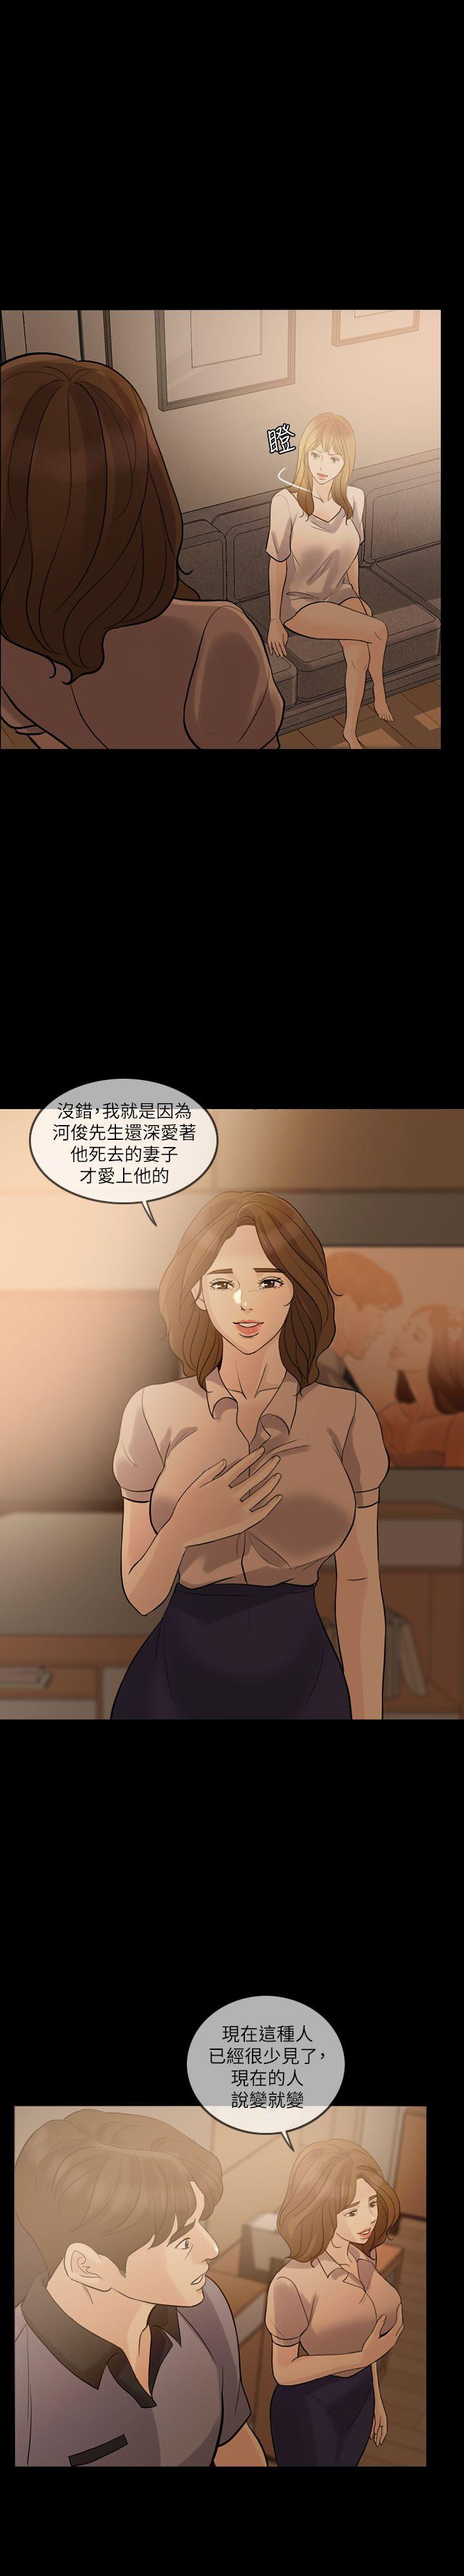 瞪
沒錯，我就是因為
河俊先生還深愛著
他死去的妻子
才愛上他的
現在這種人
已經很少見了，
現在的人
說變就變